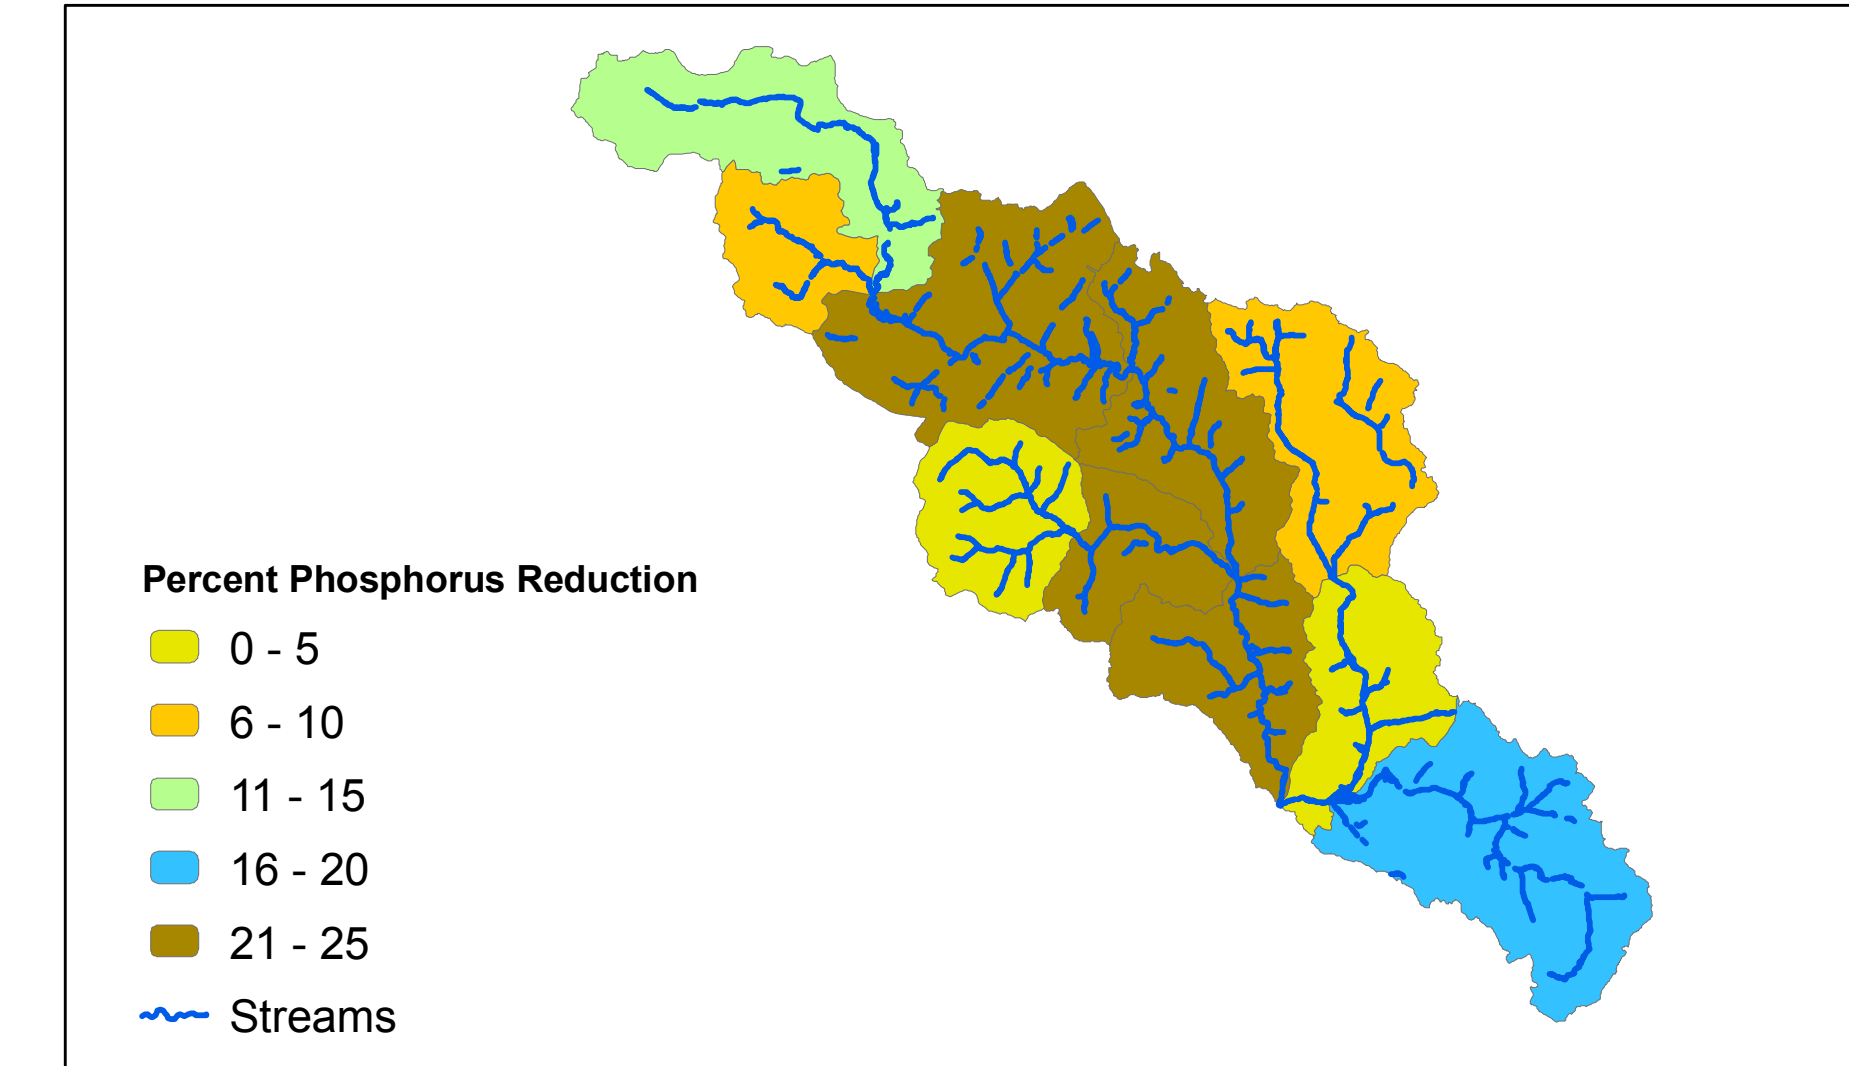 Percent Phosphorus Reduction
0 - 5
6 - 10
11 - 15
16 - 20
21 - 25
Streams